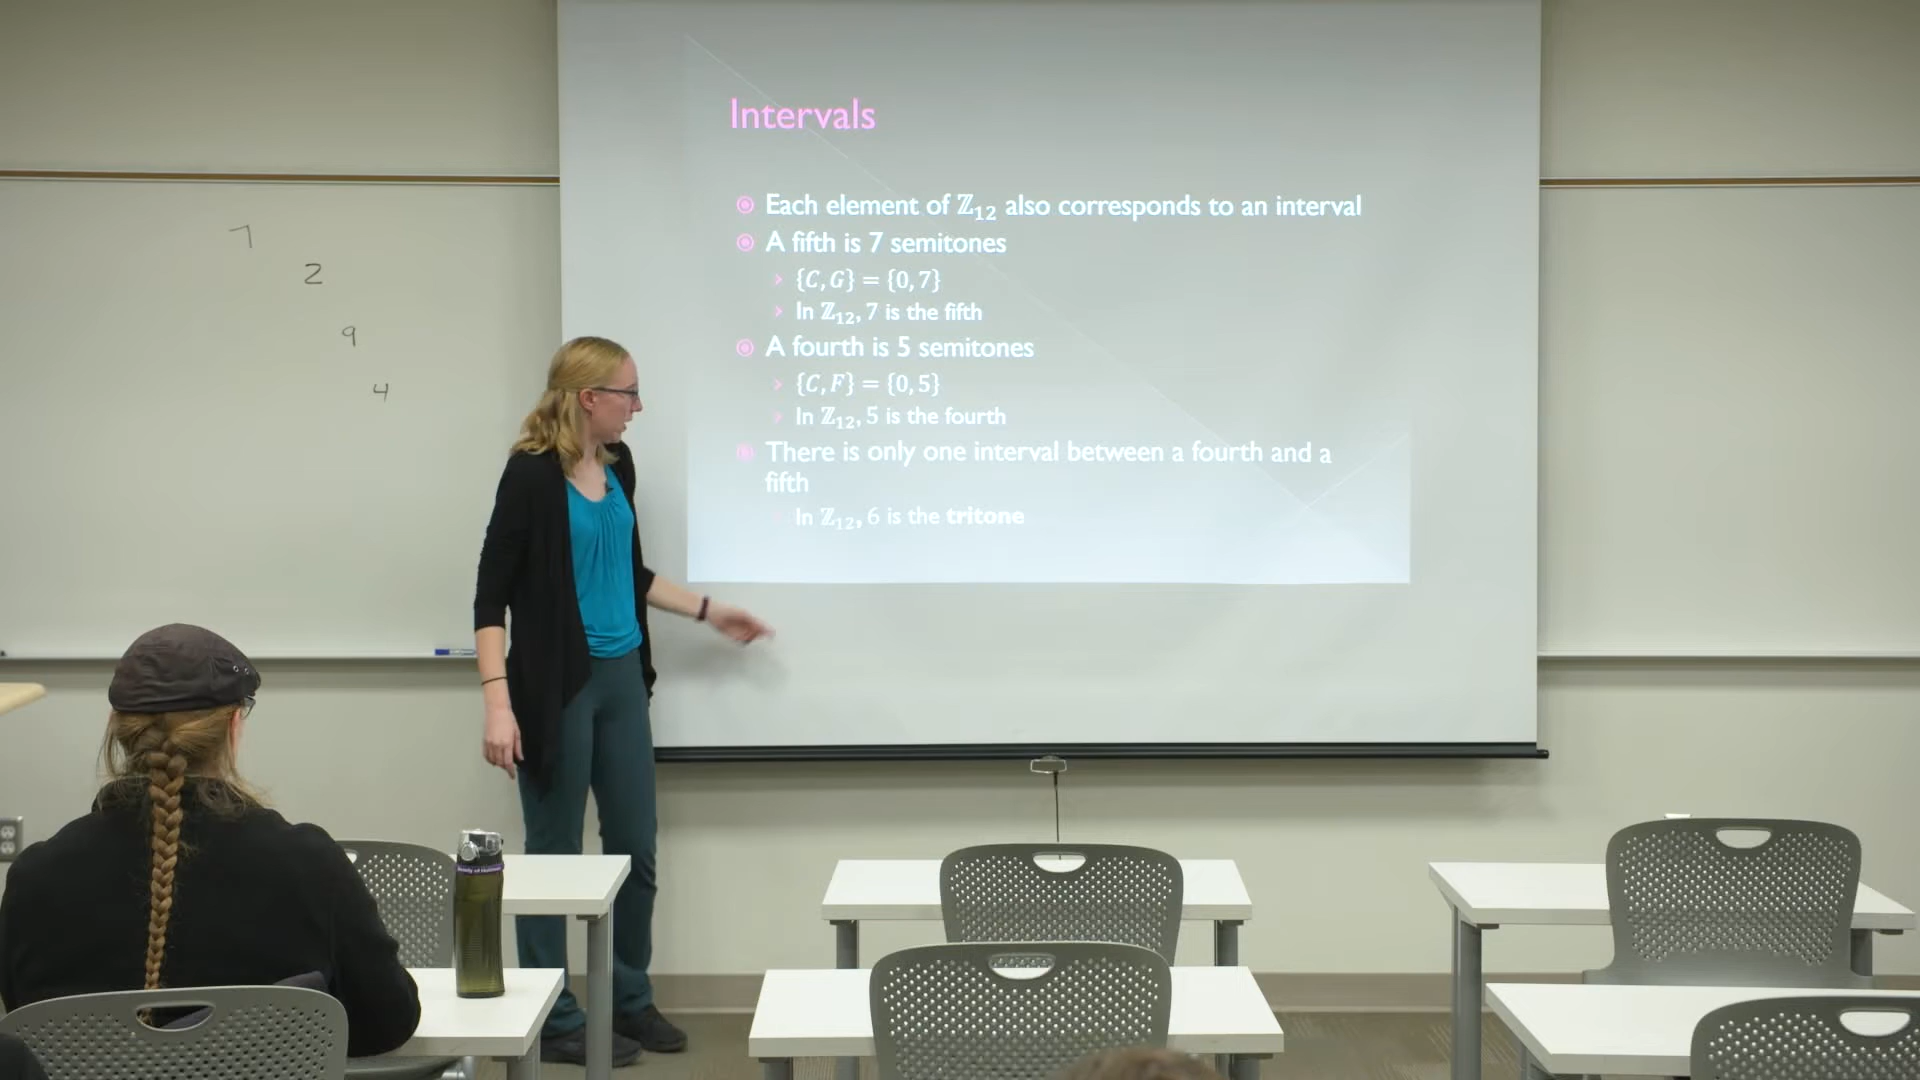 7
2
9
4
Intervals
Each element of ℤ₁₂ also corresponds to an interval
A fifth is 7 semitones
{C, G} = {0, 7}
In ℤ₁₂, 7 is the fifth
A fourth is 5 semitones
{C, F} = {0, 5}
In ℤ₁₂, 5 is the fourth
There is only one interval between a fourth and a
fifth
In ℤ₁₂, 6 is the tritone